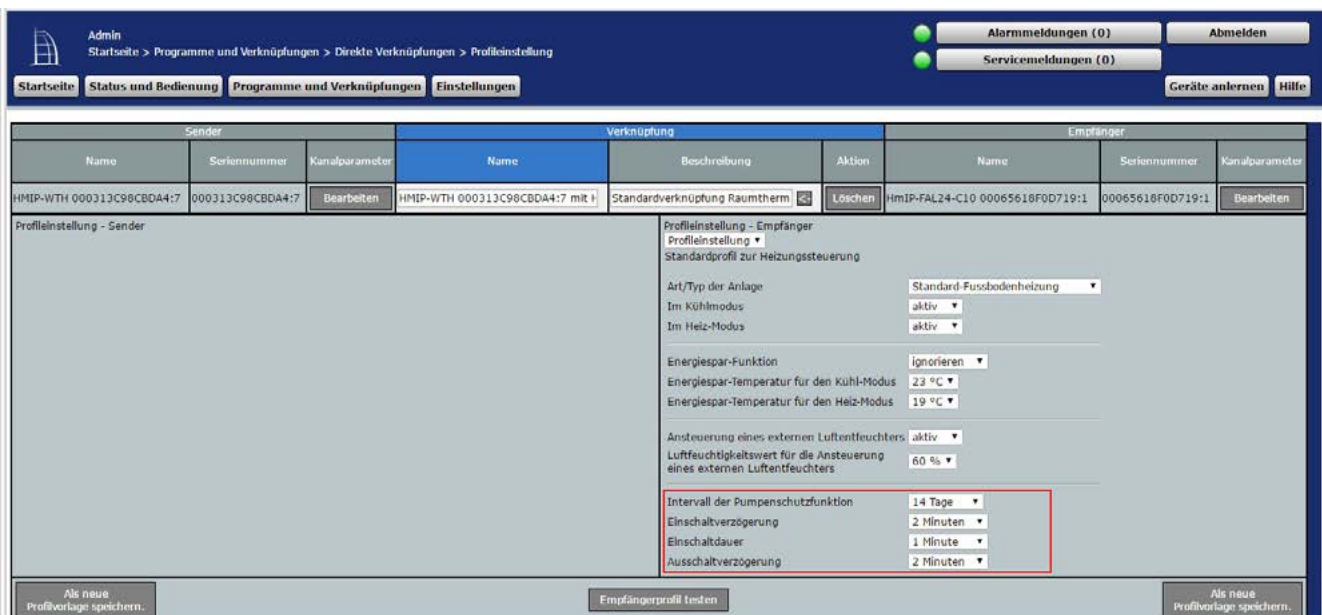 Admin
Startseite > Programme und Verknüpfungen > Direkte Verknüpfungen > Profileinstellung
Alarmmeldungen (0)
Abmelden
Servicemeldungen (0)
Startseite
Status und Bedienung
Programme und Verknüpfungen
Einstellungen
Geräte anlernen
Hilfe
Sender
Verknüpfung
Empfänger
Name
Seriennummer
Kanalparameter
Name
Beschreibung
Aktion
Name
Seriennummer
Kanalparameter
HMIP-WTH 000313C98CBDA4:7
000313C98CBDA4:7
Bearbeiten
HMIP-WTH 000313C98CBDA4:7 mit
Standardverknüpfung Raumtherm
Löschen
HmIP-FAL24-C10 00065618F0D719:1
00065618F0D719:1
Bearbeiten
Profileinstellung - Sender
Profileinstellung - Empfänger
Profileinstellung
Standardprofil zur Heizungssteuerung
Art/Typ der Anlage Standard-Fussbodenheizung
Im Kühlmodus aktiv
Im Heiz-Modus aktiv
Energiespar-Funktion ignorieren
Energiespar-Temperatur für den Kühl-Modus 23 °C
Energiespar-Temperatur für den Heiz-Modus 19 °C
Ansteuerung eines externen Luftentfeuchters aktiv
Luftfeuchtigkeitswert für die Ansteuerung
eines externen Luftentfeuchters 60 %
Intervall der Pumpenschutzfunktion 14 Tage
Einschaltverzögerung 2 Minuten
Einschaltdauer 1 Minute
Ausschaltverzögerung 2 Minuten
Als neue
Profilvorlage speichern.
Empfängerprofil testen
Als neue
Profilvorlage speichern.